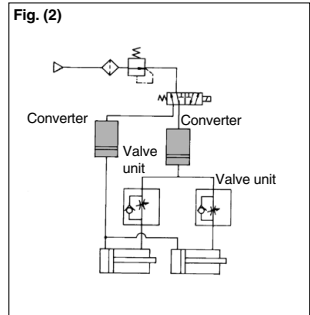 Fig. (2)
Converter
Converter
Valve
unit
Valve unit